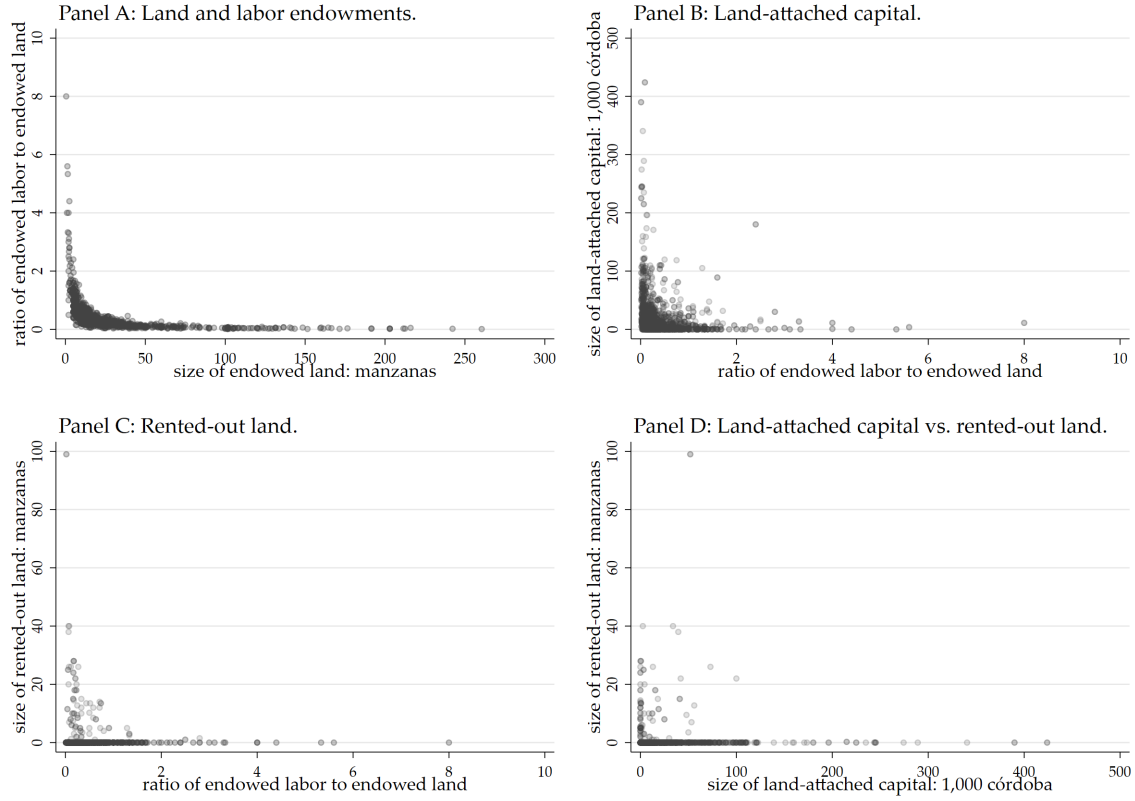 Panel A: Land and labor endowments.
ratio of endowed labor to endowed land
10
8
6
4
2
0
0 50 100 150 200 250 300
size of endowed land: manzanas
Panel B: Land-attached capital.
size of land-attached capital: 1,000 córdoba
500
400
300
200
100
0
0 2 4 6 8 10
ratio of endowed labor to endowed land
Panel C: Rented-out land.
size of rented-out land: manzanas
100
80
60
40
20
0
0 2 4 6 8 10
ratio of endowed labor to endowed land
Panel D: Land-attached capital vs. rented-out land.
size of rented-out land: manzanas
100
80
60
40
20
0
0 100 200 300 400 500
size of land-attached capital: 1,000 córdoba